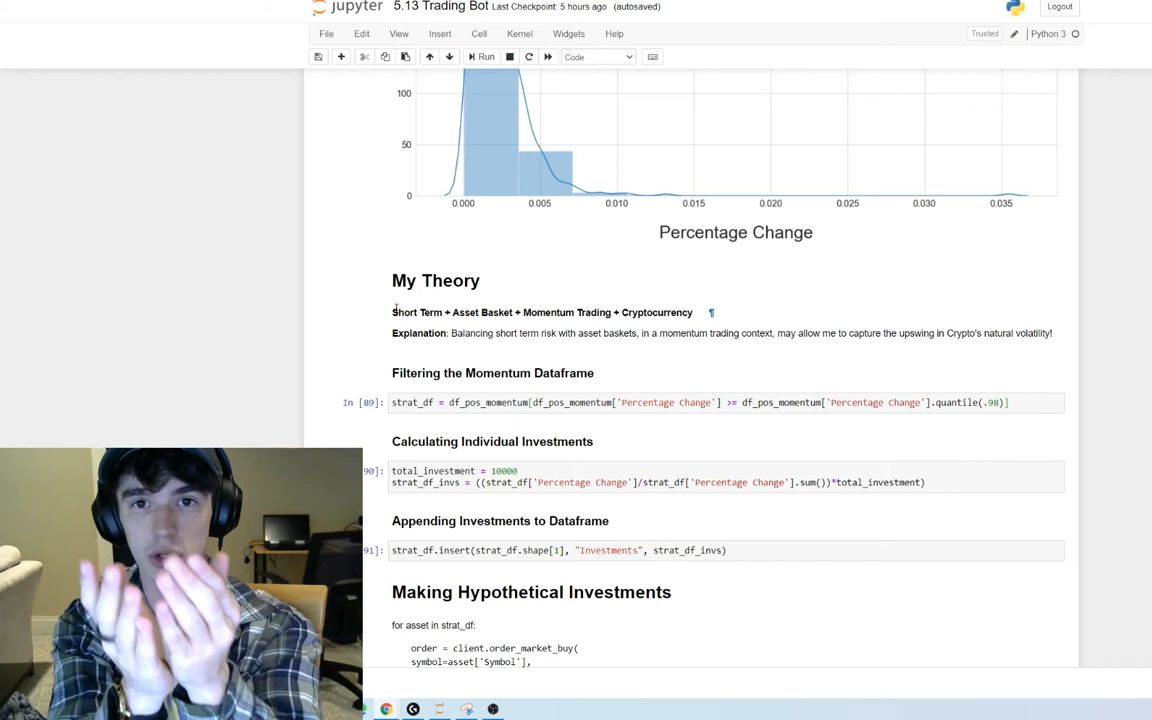 jupyter 5.13 Trading Bot Last Checkpoint: 5 hours ago (autosaved)
Logout
File Edit View Insert Cell Kernel Widgets Help
Trusted Python 3
Run Code
100
50
0
0.000 0.005 0.010 0.015 0.020 0.025 0.030 0.035
Percentage Change
My Theory
Short Term + Asset Basket + Momentum Trading + Cryptocurrency ¶
Explanation: Balancing short term risk with asset baskets, in a momentum trading context, may allow me to capture the upswing in Crypto's natural volatility!
Filtering the Momentum Dataframe
In [89]: strat_df = df_pos_momentum[df_pos_momentum['Percentage Change'] >= df_pos_momentum['Percentage Change'].quantile(.98)]
Calculating Individual Investments
90]: total_investment = 10000
strat_df_invs = ((strat_df['Percentage Change']/strat_df['Percentage Change'].sum())*total_investment)
Appending Investments to Dataframe
91]: strat_df.insert(strat_df.shape[1], "Investments", strat_df_invs)
Making Hypothetical Investments
for asset in strat_df:
order = client.order_market_buy(
symbol=asset['Symbol'],